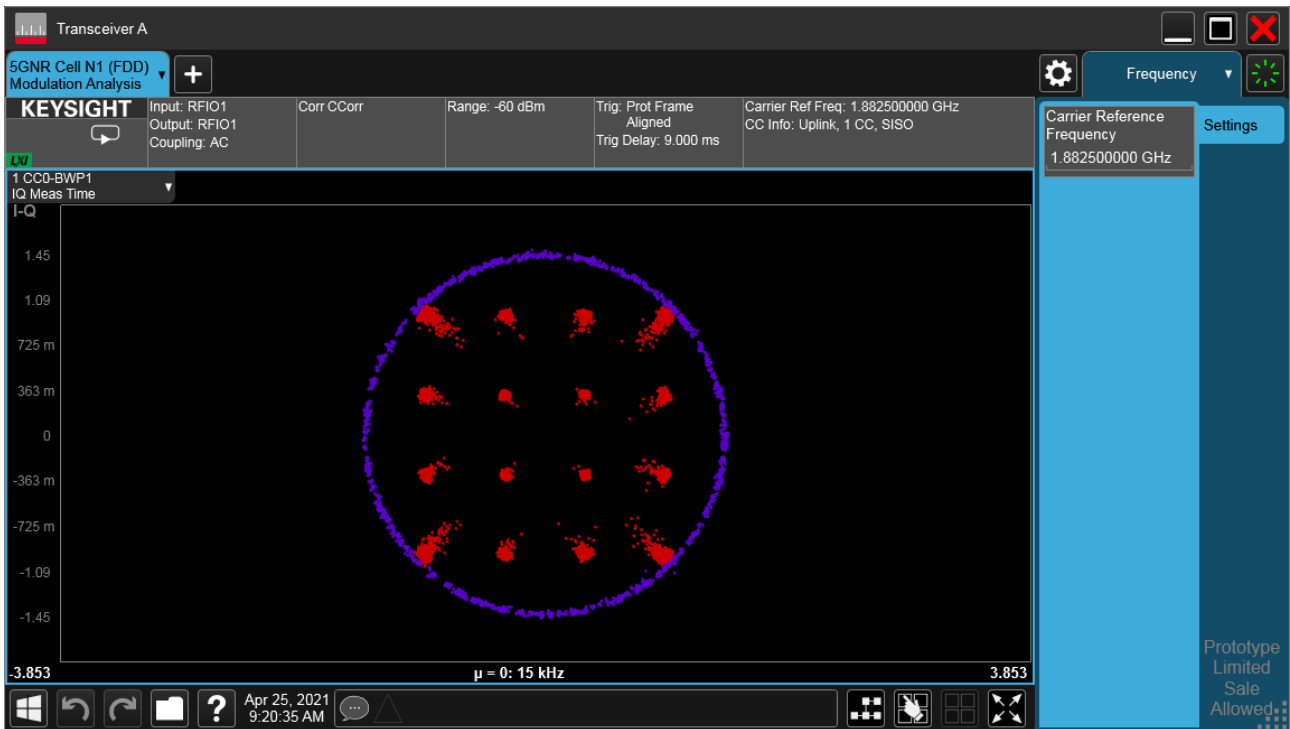 Transceiver A
5GNR Cell N1 (FDD)
Modulation Analysis
+
Frequency
KEYSIGHT
LXI
Input: RFIO1
Output: RFIO1
Coupling: AC
Corr CCorr
Range: -60 dBm
Trig: Prot Frame
Aligned
Trig Delay: 9.000 ms
Carrier Ref Freq: 1.882500000 GHz
CC Info: Uplink, 1 CC, SISO
Carrier Reference
Frequency
1.882500000 GHz
Settings
1 CC0-BWP1
IQ Meas Time
I-Q
1.45
1.09
725 m
363 m
0
-363 m
-725 m
-1.09
-1.45
-3.853
µ = 0: 15 kHz
3.853
Prototype
Limited
Sale
Allowed
?
Apr 25, 2021
9:20:35 AM